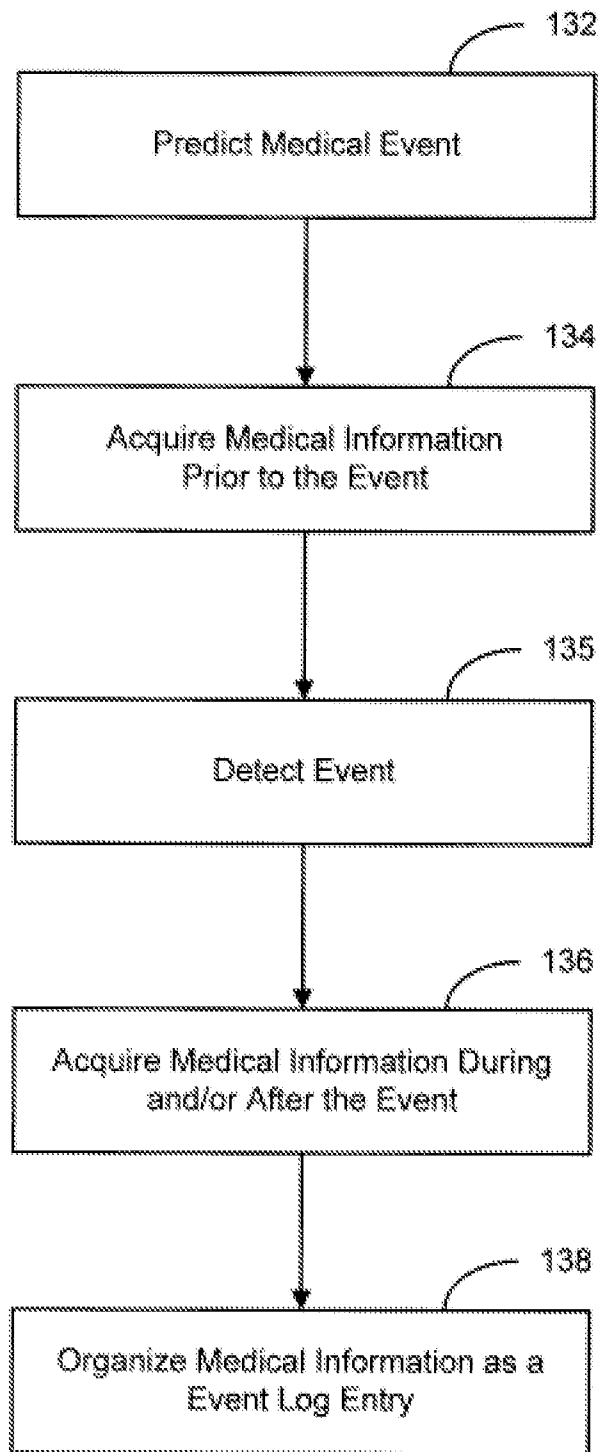 132
Predict Medical Event
134
Acquire Medical Information
Prior to the Event
135
Detect Event
136
Acquire Medical Information During
and/or After the Event
138
Organize Medical Information as a
Event Log Entry